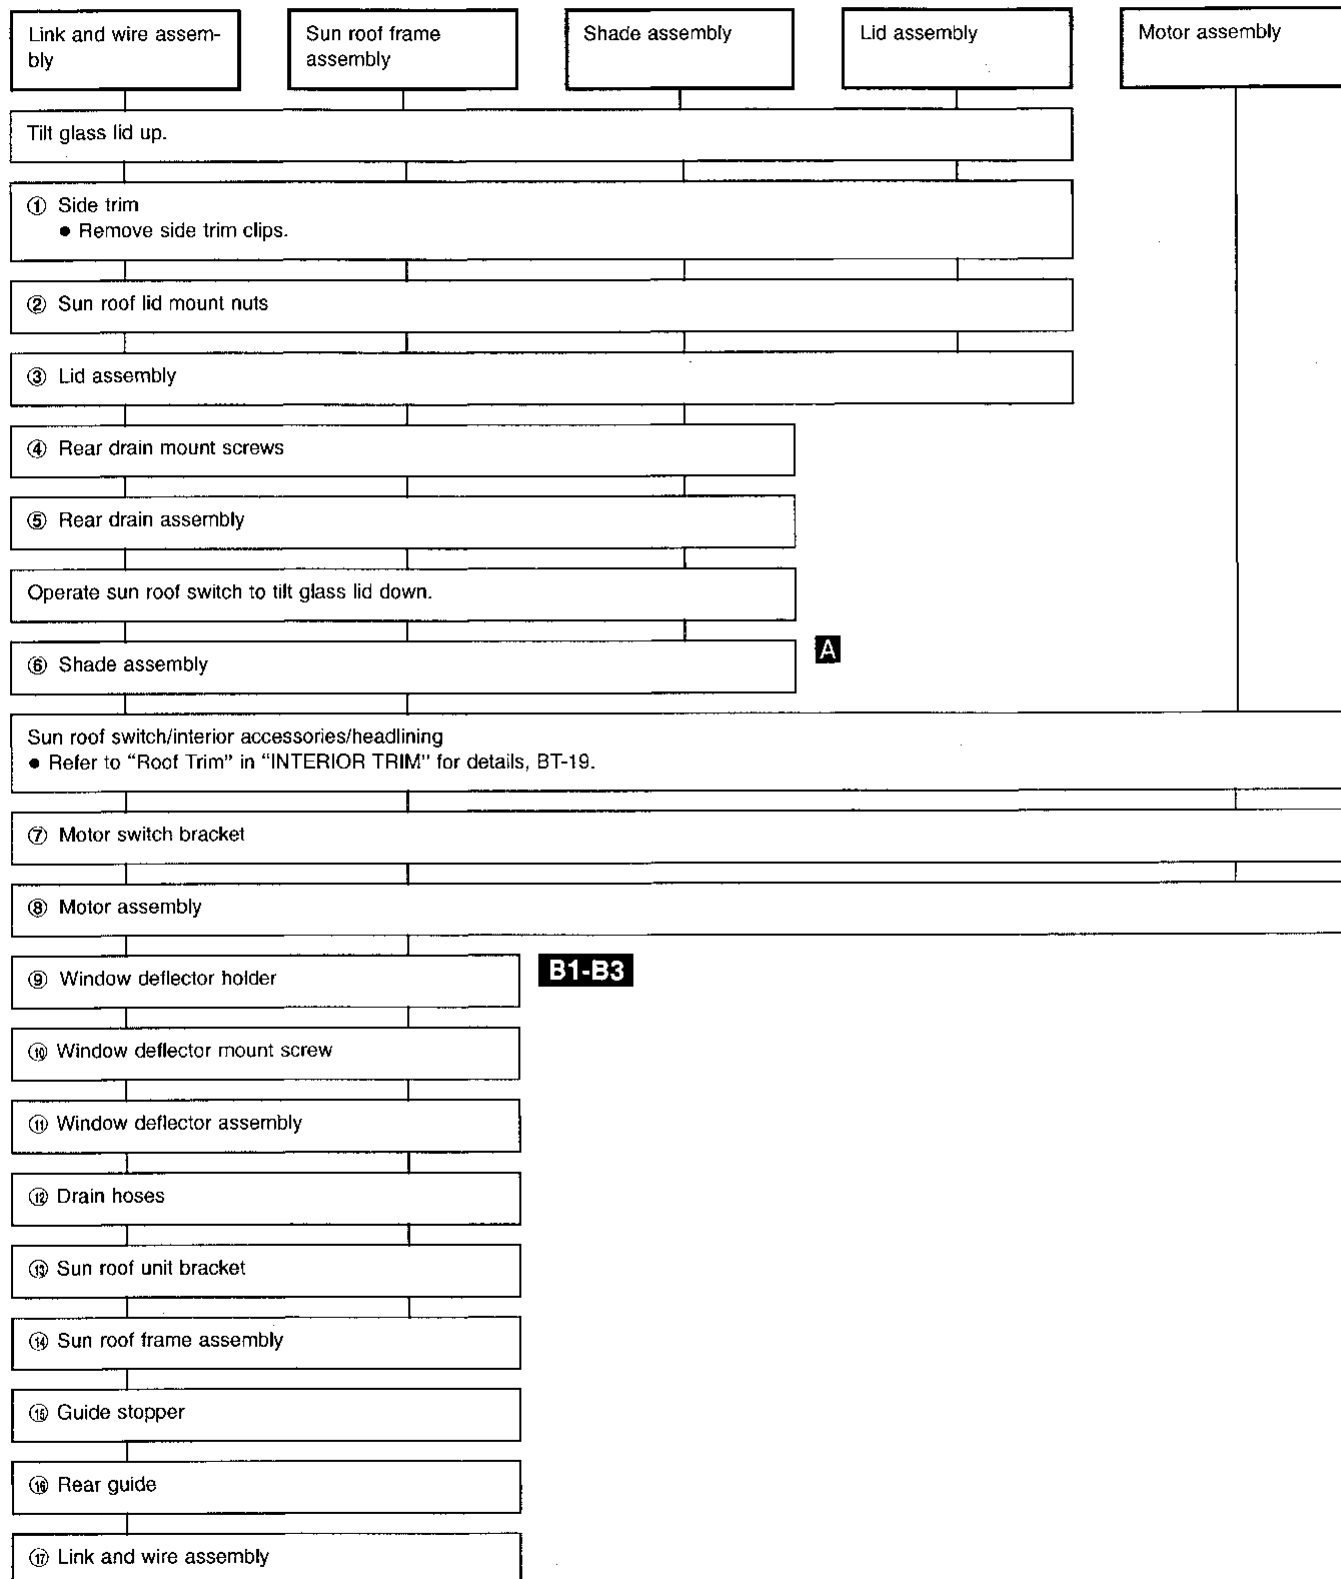 Link and wire assem-
bly
Sun roof frame
assembly
Shade assembly
Lid assembly
Motor assembly
Tilt glass lid up.
① Side trim
● Remove side trim clips.
② Sun roof lid mount nuts
③ Lid assembly
④ Rear drain mount screws
⑤ Rear drain assembly
Operate sun roof switch to tilt glass lid down.
⑥ Shade assembly
A
Sun roof switch/interior accessories/headlining
● Refer to “Roof Trim” in “INTERIOR TRIM” for details, BT-19.
⑦ Motor switch bracket
⑧ Motor assembly
⑨ Window deflector holder
B1-B3
⑩ Window deflector mount screw
⑪ Window deflector assembly
⑫ Drain hoses
⑬ Sun roof unit bracket
⑭ Sun roof frame assembly
⑮ Guide stopper
⑯ Rear guide
⑰ Link and wire assembly